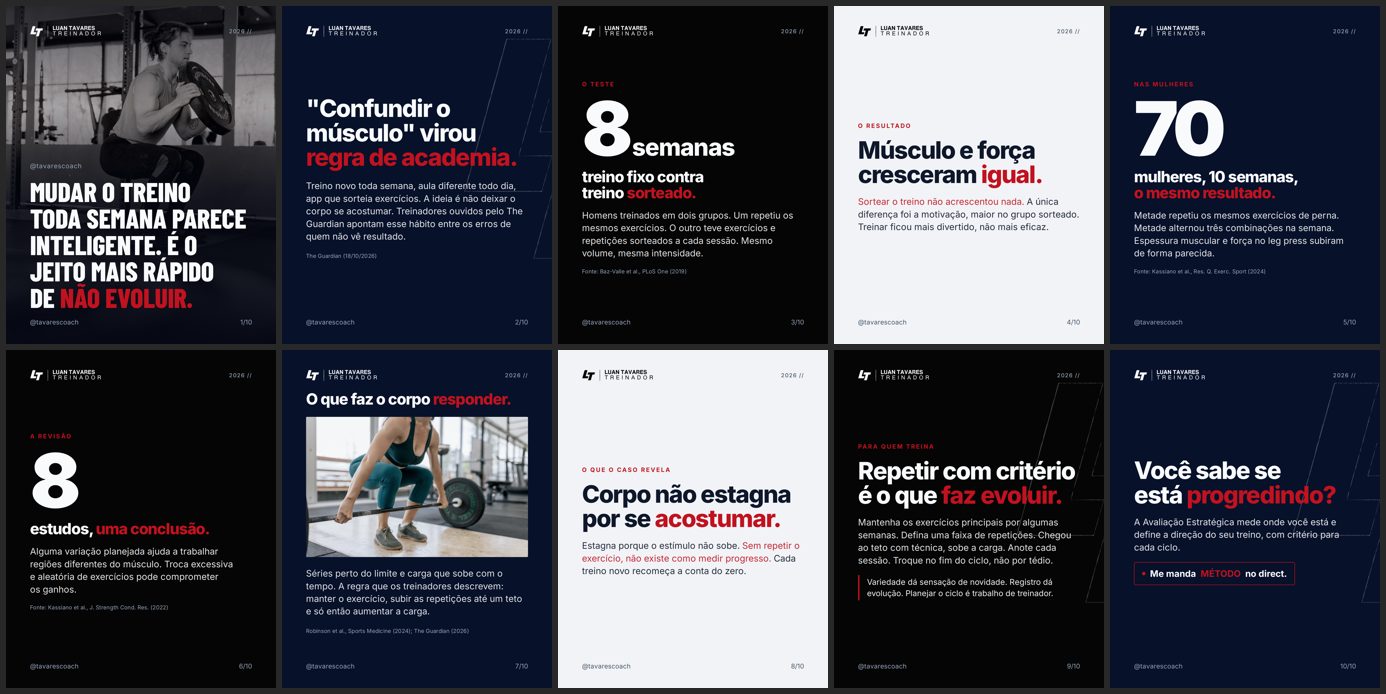 LT | LUAN TAVARES
TREINADOR
2026 //
@tavarescoach
MUDAR O TREINO
TODA SEMANA PARECE
INTELIGENTE. É O
JEITO MAIS RÁPIDO
DE NÃO EVOLUIR.
@tavarescoach
1/10
LT | LUAN TAVARES
TREINADOR
2026 //
"Confundir o
músculo" virou
regra de academia.
Treino novo toda semana, aula diferente todo dia,
app que sorteia exercícios. A ideia é não deixar o
corpo se acostumar. Treinadores ouvidos pelo The
Guardian apontam esse hábito entre os erros de
quem não vê resultado.
The Guardian (18/10/2026)
@tavarescoach
2/10
LT | LUAN TAVARES
TREINADOR
2026 //
O TESTE
8 semanas
treino fixo contra
treino sorteado.
Homens treinados em dois grupos. Um repetiu os
mesmos exercícios. O outro teve exercícios e
repetições sorteados a cada sessão. Mesmo
volume, mesma intensidade.
Fonte: Baz-Valle et al., PLoS One (2019)
@tavarescoach
3/10
LT | LUAN TAVARES
TREINADOR
2026 //
O RESULTADO
Músculo e força
cresceram igual.
Sortear o treino não acrescentou nada. A única
diferença foi a motivação, maior no grupo sorteado.
Treinar ficou mais divertido, não mais eficaz.
@tavarescoach
4/10
LT | LUAN TAVARES
TREINADOR
2026 //
NAS MULHERES
70
mulheres, 10 semanas,
o mesmo resultado.
Metade repetiu os mesmos exercícios de perna.
Metade alternou três combinações na semana.
Espessura muscular e força no leg press subiram
de forma parecida.
Fonte: Kassiano et al., Res. Q. Exerc. Sport (2024)
@tavarescoach
5/10
LT | LUAN TAVARES
TREINADOR
2026 //
A REVISÃO
8
estudos, uma conclusão.
Alguma variação planejada ajuda a trabalhar
regiões diferentes do músculo. Troca excessiva
e aleatória de exercícios pode comprometer
os ganhos.
Fonte: Kassiano et al., J. Strength Cond. Res. (2022)
@tavarescoach
6/10
LT | LUAN TAVARES
TREINADOR
2026 //
O que faz o corpo responder.
Séries perto do limite e carga que sobe com o
tempo. A regra que os treinadores descrevem:
manter o exercício, subir as repetições até um teto
e só então aumentar a carga.
Robinson et al., Sports Medicine (2024); The Guardian (2026)
@tavarescoach
7/10
LT | LUAN TAVARES
TREINADOR
2026 //
O QUE O CASO REVELA
Corpo não estagna
por se acostumar.
Estagna porque o estímulo não sobe. Sem repetir o
exercício, não existe como medir progresso. Cada
treino novo recomeça a conta do zero.
@tavarescoach
8/10
LT | LUAN TAVARES
TREINADOR
2026 //
PARA QUEM TREINA
Repetir com critério
é o que faz evoluir.
Mantenha os exercícios principais por algumas
semanas. Defina uma faixa de repetições. Chegou
ao teto com técnica, sobe a carga. Anote cada
sessão. Troque no fim do ciclo, não por tédio.
Variedade dá sensação de novidade. Registro dá
evolução. Planejar o ciclo é trabalho de treinador.
@tavarescoach
9/10
LT | LUAN TAVARES
TREINADOR
2026 //
Você sabe se
está progredindo?
A Avaliação Estratégica mede onde você está e
define a direção do seu treino, com critério para
cada ciclo.
• Me manda MÉTODO no direct.
@tavarescoach
10/10